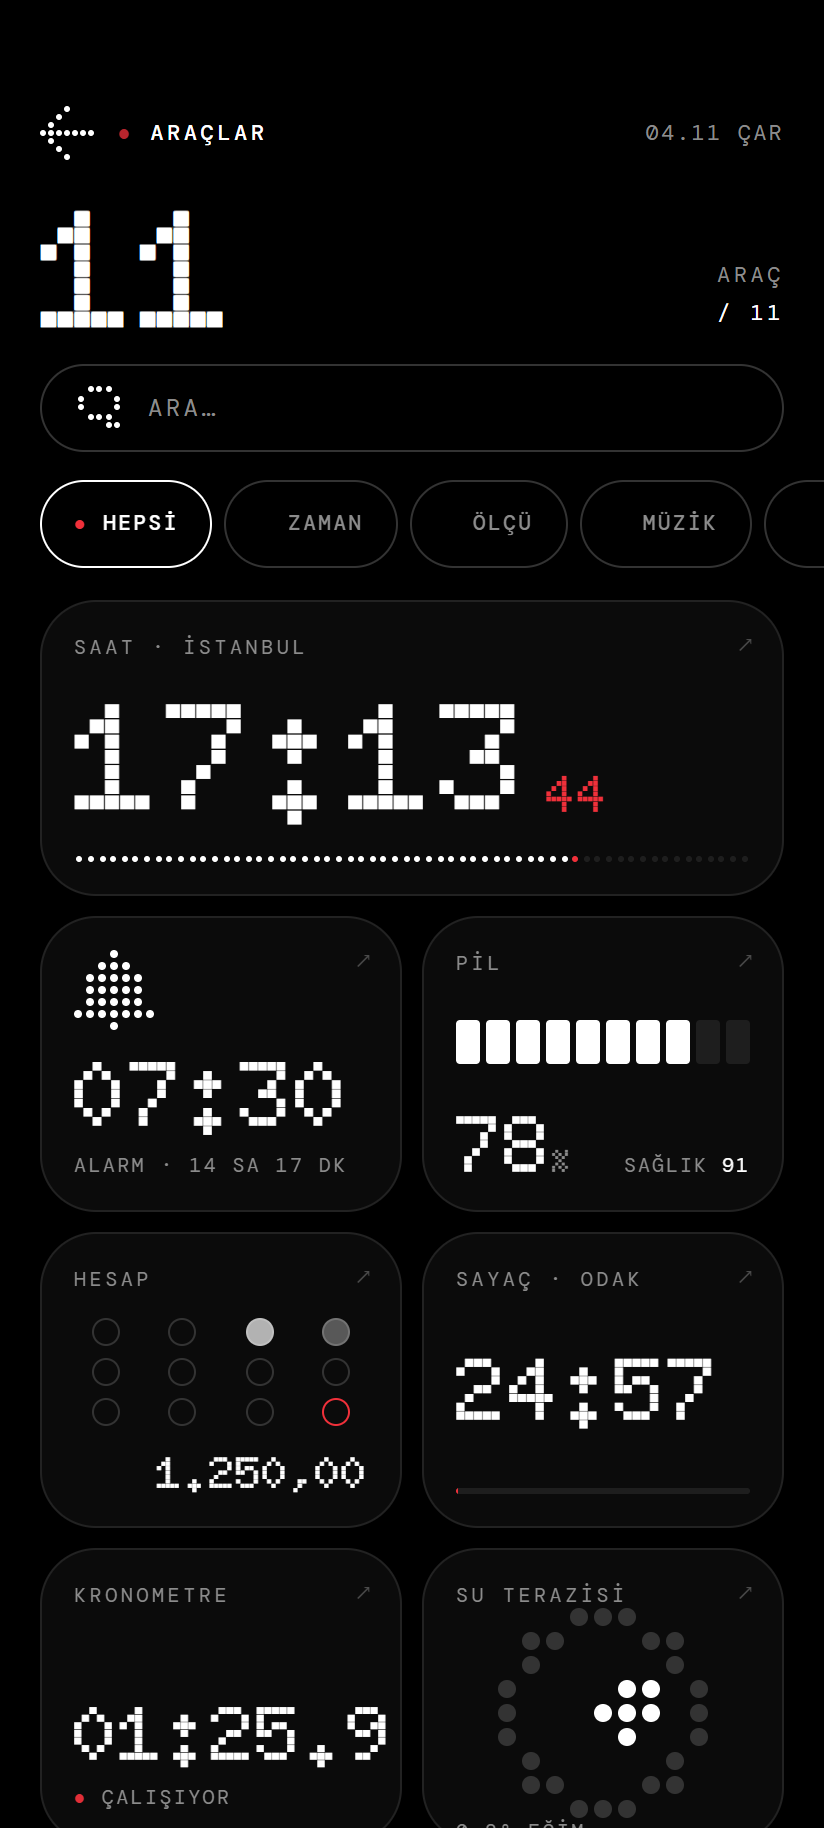 ARAÇLAR
04.11 ÇAR
11
ARAÇ
/ 11
ARA…
HEPSİ
ZAMAN
ÖLÇÜ
MÜZİK
SAAT · İSTANBUL
17:13 44
07:30
ALARM · 14 SA 17 DK
PİL
78%
SAĞLIK 91
HESAP
1.250,00
SAYAÇ · ODAK
24:57
KRONOMETRE
01:25.9
ÇALIŞIYOR
SU TERAZİSİ